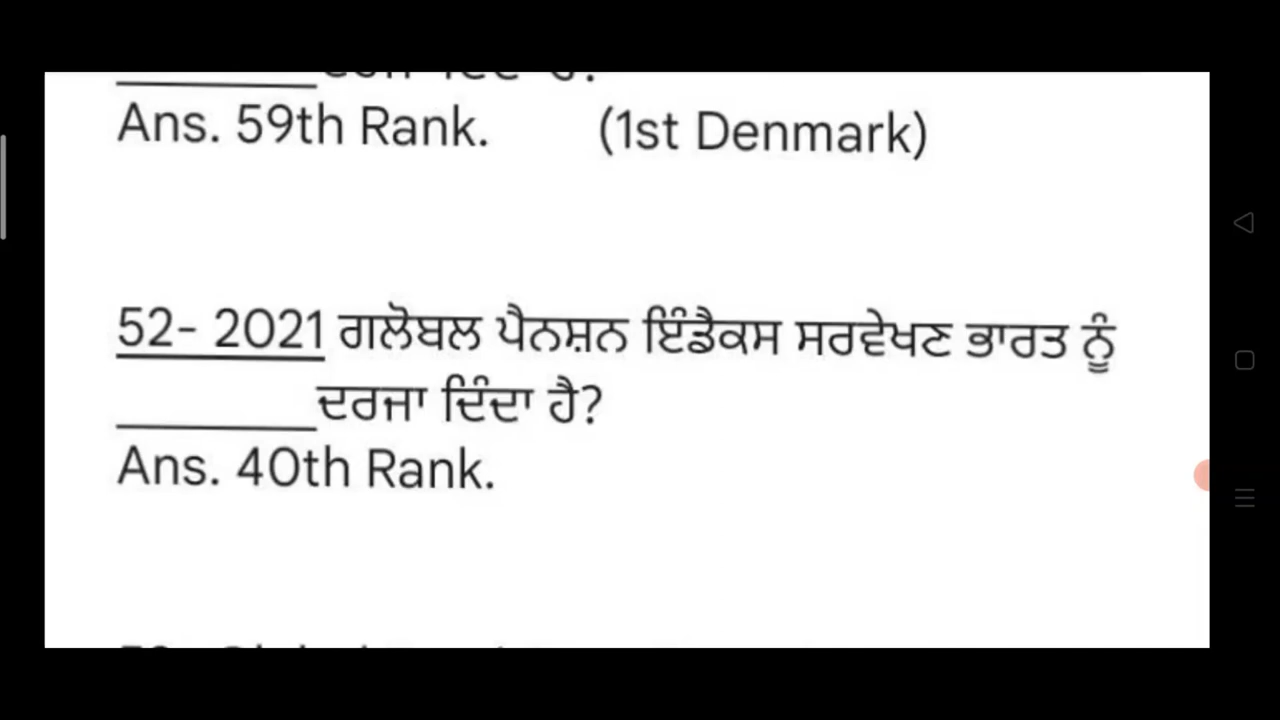 Ans. 59th Rank. (1st Denmark)
52- 2021 ਗਲੋਬਲ ਪੈਨਸ਼ਨ ਇੰਡੈਕਸ ਸਰਵੇਖਣ ਭਾਰਤ ਨੂੰ
________ਦਰਜਾ ਦਿੰਦਾ ਹੈ?
Ans. 40th Rank.